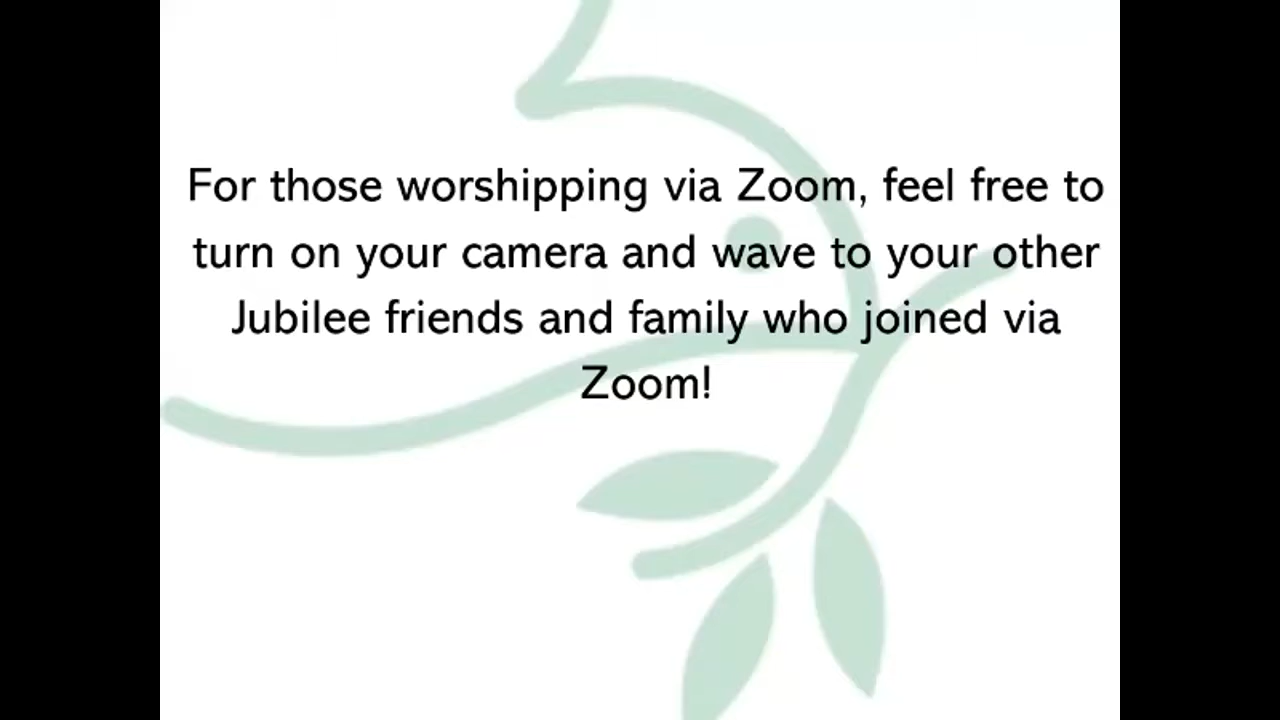 For those worshipping via Zoom, feel free to
turn on your camera and wave to your other
Jubilee friends and family who joined via
Zoom!